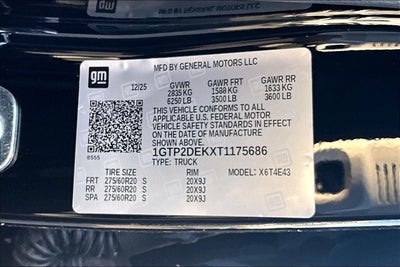 gm
MFD BY GENERAL MOTORS LLC
12/25 GVWR GAWR FRT GAWR RR
2835 KG 1588 KG 1633 KG
6250 LB 3500 LB 3600 LB
THIS VEHICLE CONFORMS TO ALL
APPLICABLE U.S. FEDERAL MOTOR
VEHICLE SAFETY STANDARDS IN EFFECT
ON THE DATE OF MANUFACTURE
SHOWN ABOVE.
1GTP2DEKXT1175686
TYPE: TRUCK MODEL: X6T4E43
TIRE SIZE RIM
FRT 275/60R20 S 20X9J
RR 275/60R20 S 20X9J
SPA 275/60R20 S 20X9J